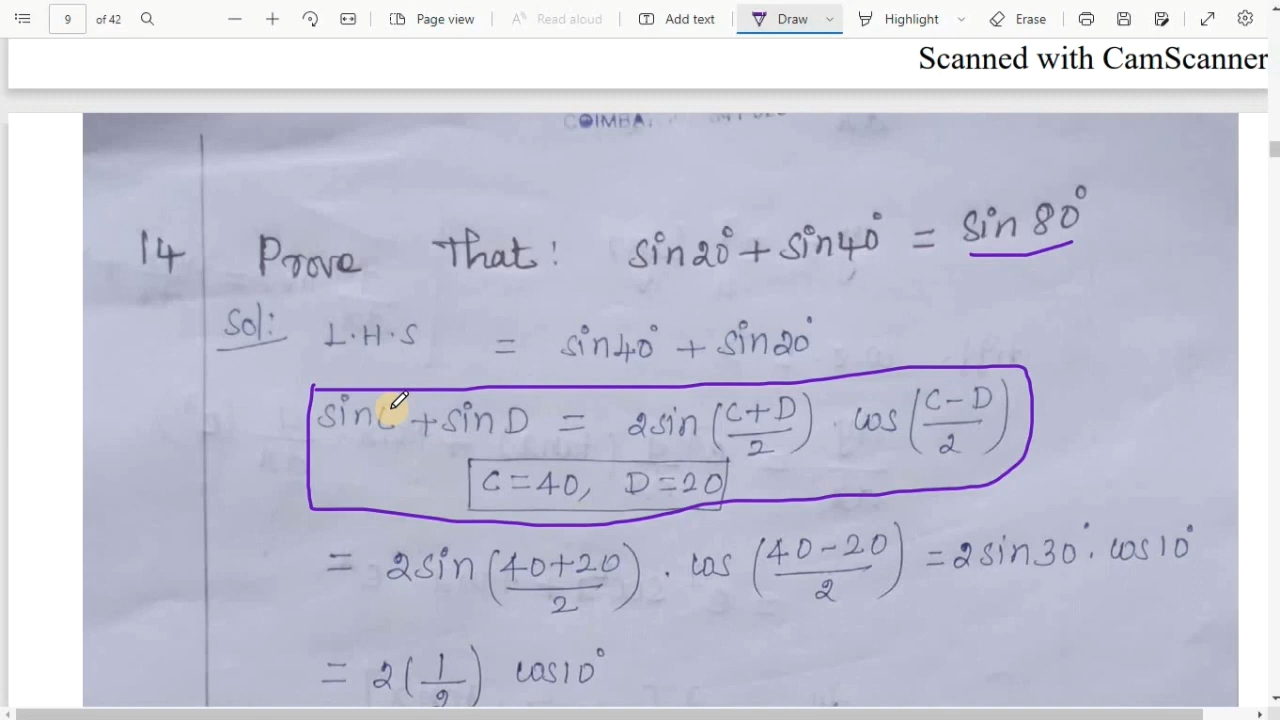 9 of 42 Page view Read aloud Add text Draw Highlight Erase
Scanned with CamScanner
14 Prove That: sin20° + sin40° = sin 80°
Sol: L.H.S = sin40° + sin20°
sinC + sin D = 2sin (C+D/2) . cos (C-D/2)
C=40, D=20
= 2sin (40+20/2) . cos (40-20/2) = 2sin30° . cos10°
= 2(1/2) cos10°